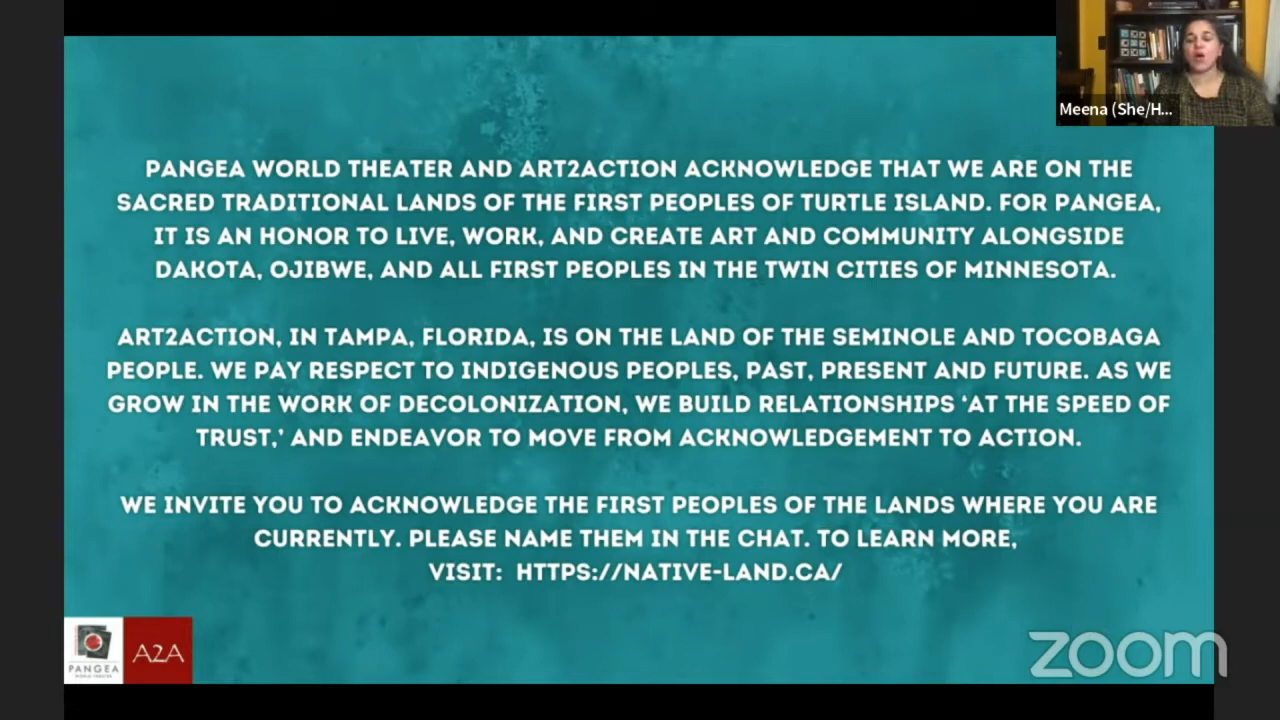 Meena (She/H...
PANGEA WORLD THEATER AND ART2ACTION ACKNOWLEDGE THAT WE ARE ON THE
SACRED TRADITIONAL LANDS OF THE FIRST PEOPLES OF TURTLE ISLAND. FOR PANGEA,
IT IS AN HONOR TO LIVE, WORK, AND CREATE ART AND COMMUNITY ALONGSIDE
DAKOTA, OJIBWE, AND ALL FIRST PEOPLES IN THE TWIN CITIES OF MINNESOTA.
ART2ACTION, IN TAMPA, FLORIDA, IS ON THE LAND OF THE SEMINOLE AND TOCOBAGA
PEOPLE. WE PAY RESPECT TO INDIGENOUS PEOPLES, PAST, PRESENT AND FUTURE. AS WE
GROW IN THE WORK OF DECOLONIZATION, WE BUILD RELATIONSHIPS ‘AT THE SPEED OF
TRUST,’ AND ENDEAVOR TO MOVE FROM ACKNOWLEDGEMENT TO ACTION.
WE INVITE YOU TO ACKNOWLEDGE THE FIRST PEOPLES OF THE LANDS WHERE YOU ARE
CURRENTLY. PLEASE NAME THEM IN THE CHAT. TO LEARN MORE,
VISIT: HTTPS://NATIVE-LAND.CA/
PANGEA
WORLD THEATER
A2A
zoom